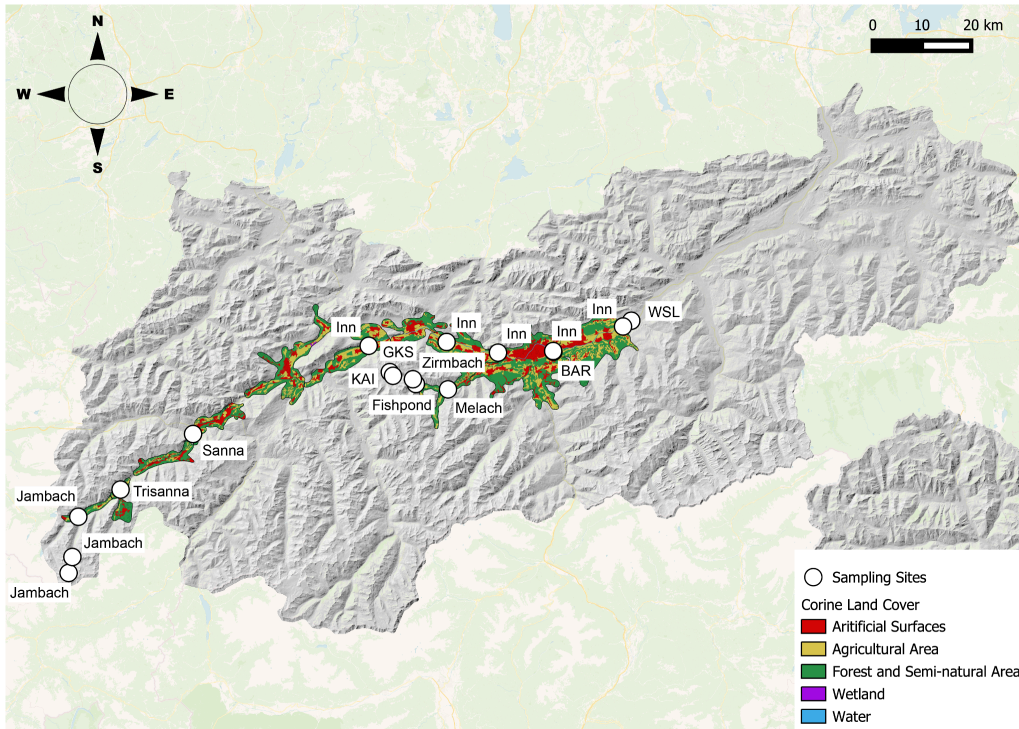 N
0 10 20 km
W E
S
Inn
WSL
Inn
Inn
Inn
Inn
GKS
Zirmbach
KAI
BAR
Fishpond
Melach
Sanna
Trisanna
Jambach
Jambach
Jambach
Sampling Sites
Corine Land Cover
Aritificial Surfaces
Agricultural Area
Forest and Semi-natural Area
Wetland
Water